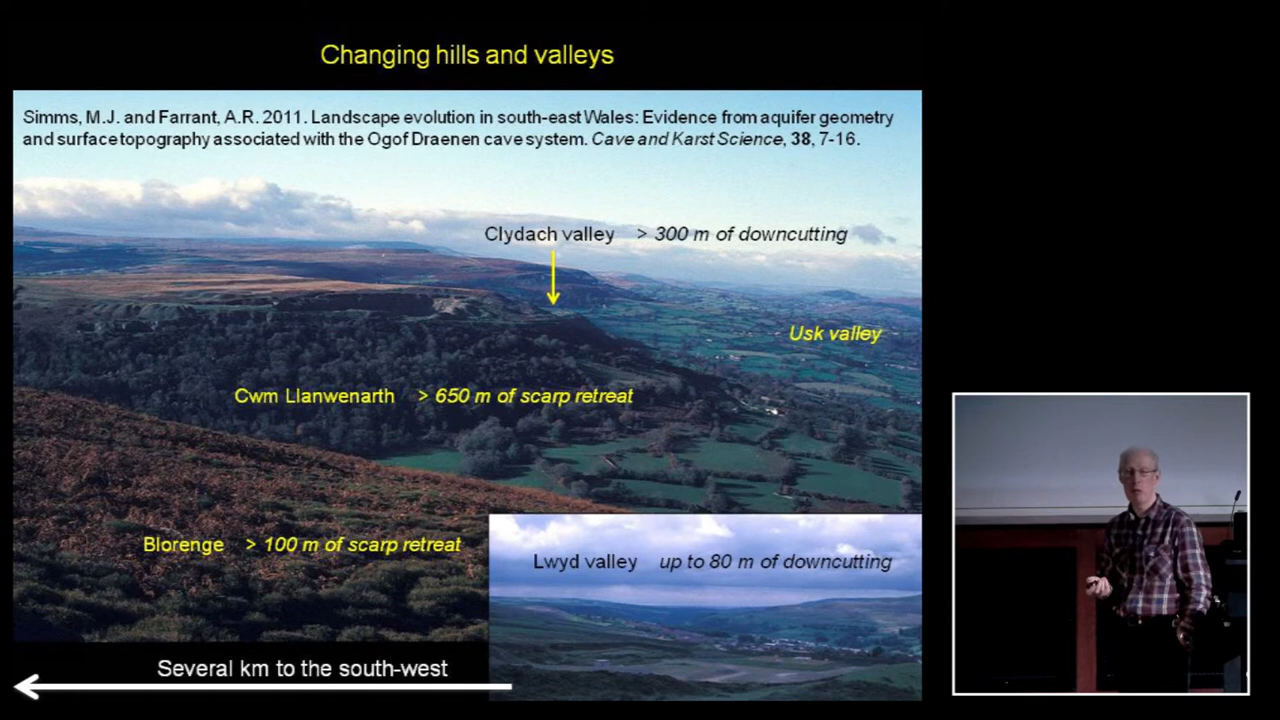 Changing hills and valleys
Simms, M.J. and Farrant, A.R. 2011. Landscape evolution in south-east Wales: Evidence from aquifer geometry
and surface topography associated with the Ogof Draenen cave system. Cave and Karst Science, 38, 7-16.
Clydach valley > 300 m of downcutting
Usk valley
Cwm Llanwenarth > 650 m of scarp retreat
Blorenge > 100 m of scarp retreat
Lwyd valley up to 80 m of downcutting
Several km to the south-west